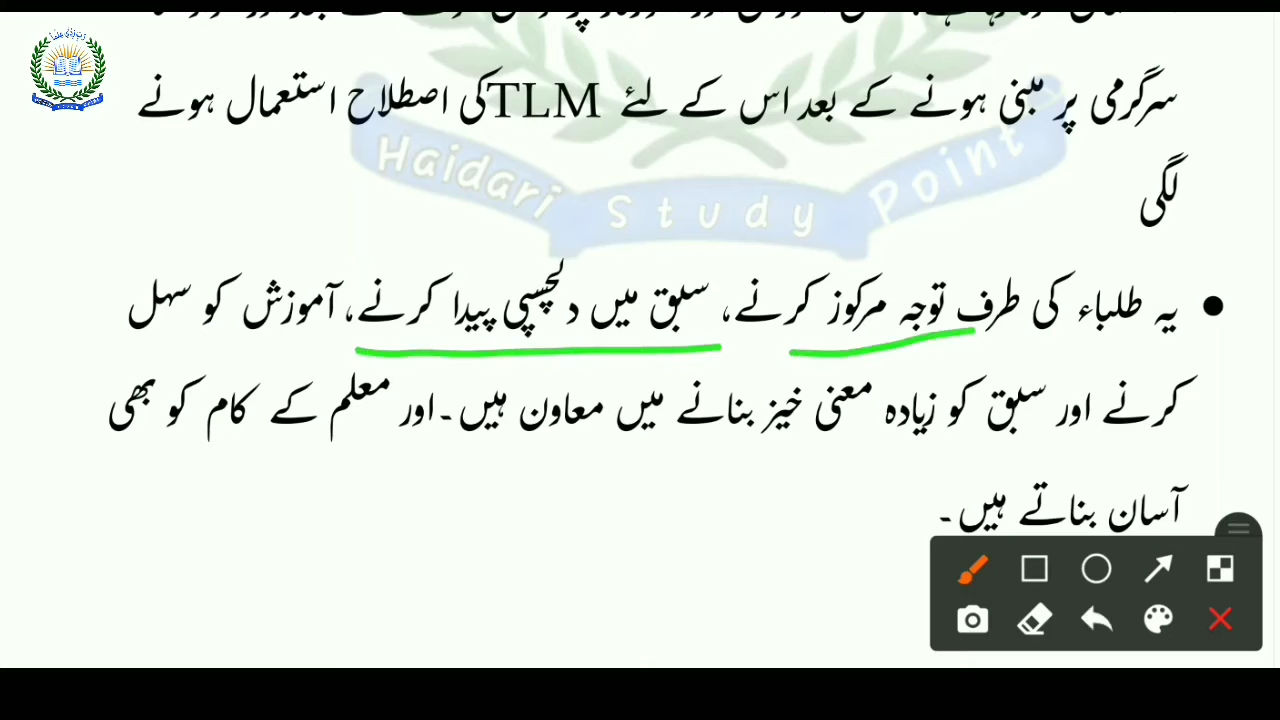 سرگرمی پر مبنی ہونے کے بعد اس کے لئے TLMکی اصطلاح استعمال ہونے
لگی
Haidari Study Point
● یہ طلباء کی طرف توجہ مرکوز کرنے، سبق میں دلچسپی پیدا کرنے، آموزش کو سہل
کرنے اور سبق کو زیادہ معنی خیز بنانے میں معاون ہیں۔اور معلم کے کام کو بھی
آسان بناتے ہیں۔